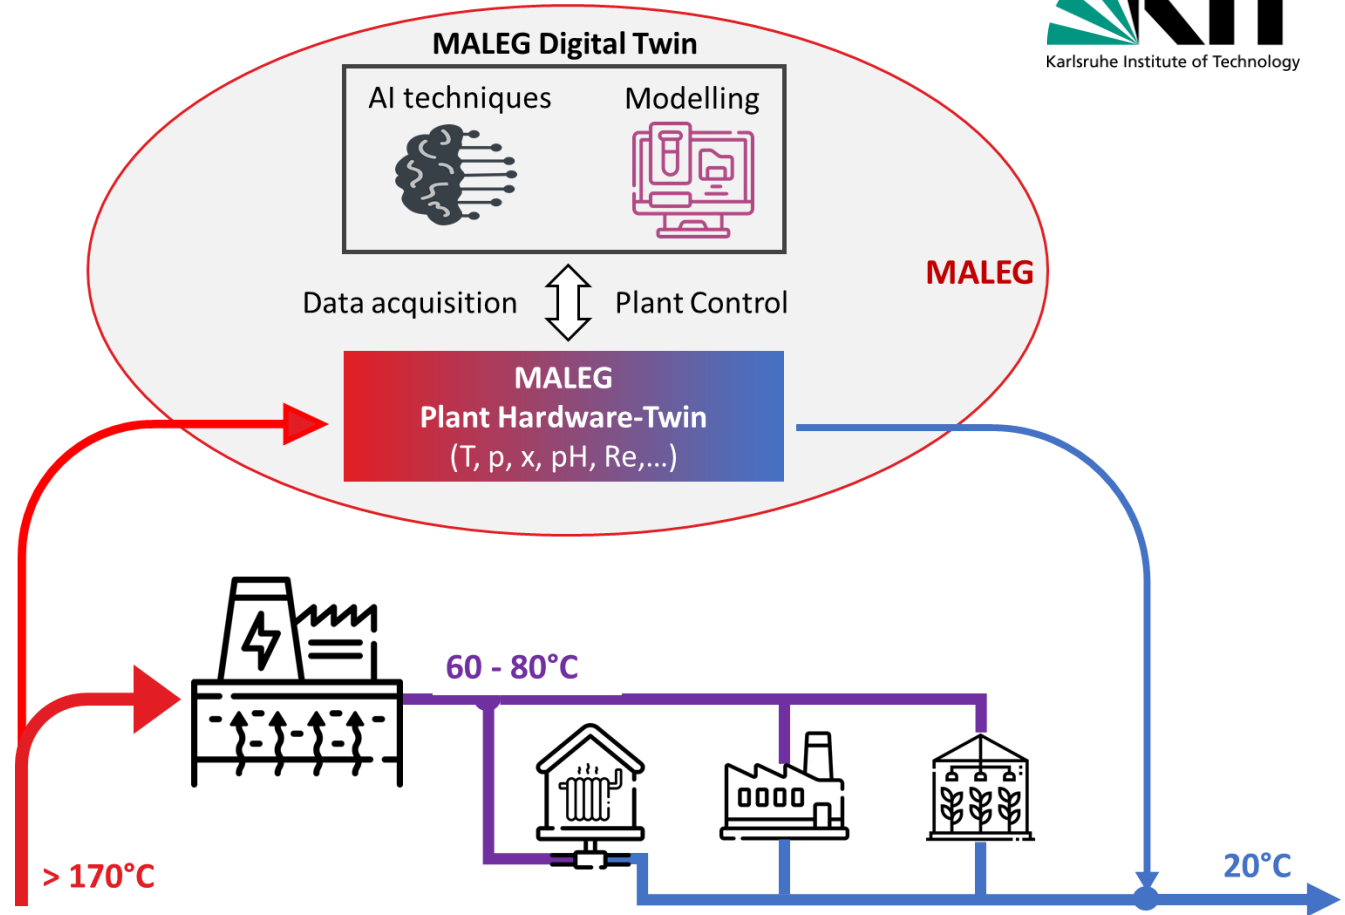 MALEG Digital Twin
KIT
Karlsruhe Institute of Technology
AI techniques
Modelling
MALEG
Data acquisition
Plant Control
MALEG
Plant Hardware-Twin
(T, p, x, pH, Re,...)
60 - 80°C
> 170°C
20°C